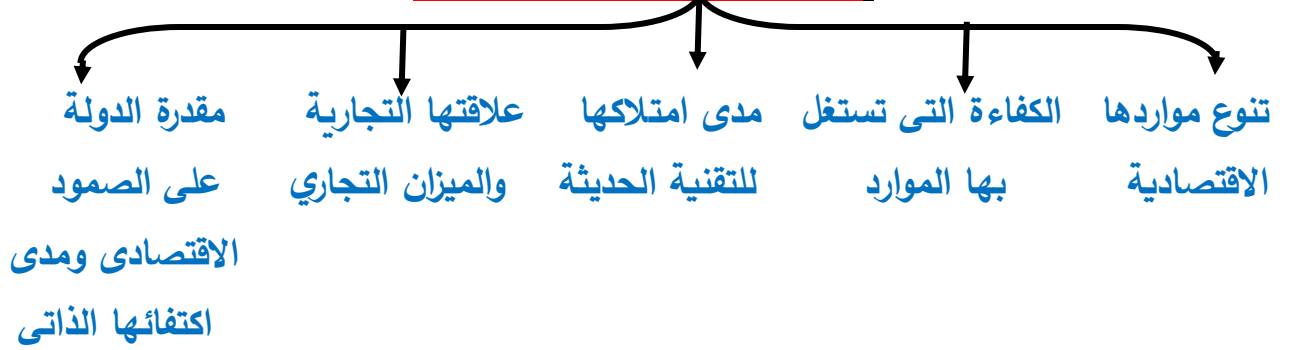 تنوع مواردها
الاقتصادية
الكفاءة التى تستغل
بها الموارد
مدى امتلاكها
للتقنية الحديثة
علاقتها التجارية
والميزان التجاري
مقدرة الدولة
على الصمود
الاقتصادى ومدى
اكتفائها الذاتى